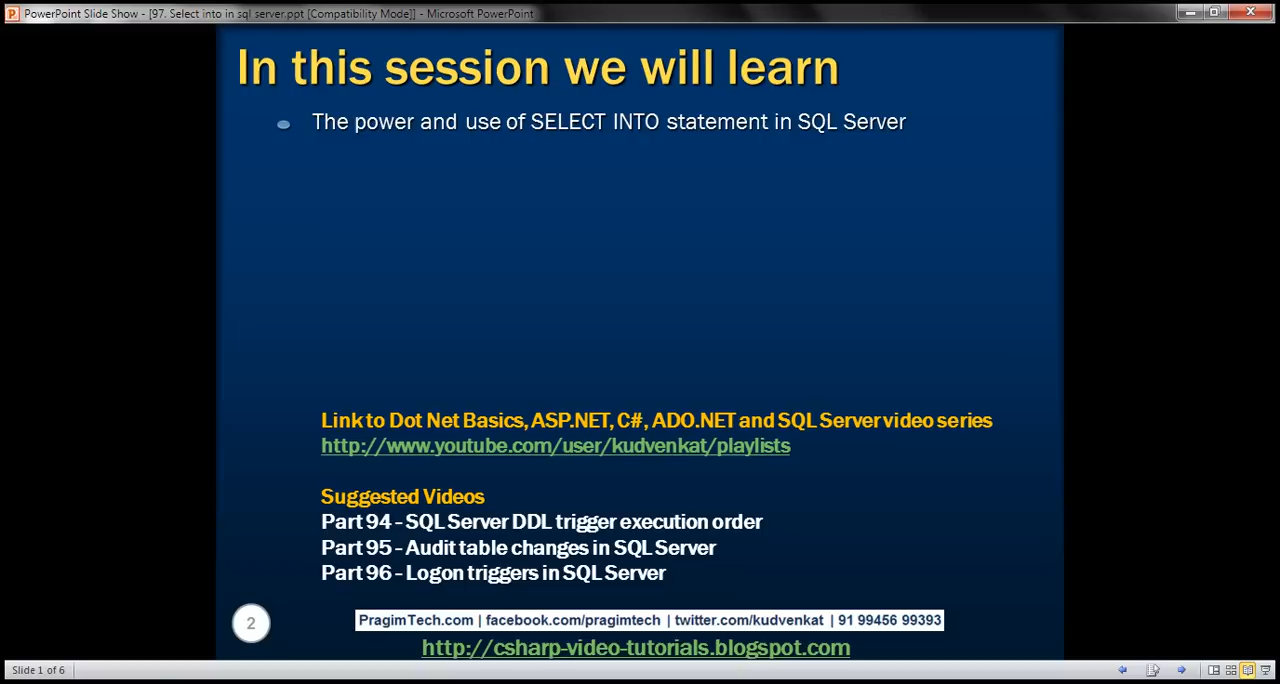 PowerPoint Slide Show - [97. Select into in sql server.ppt [Compatibility Mode]] - Microsoft PowerPoint
In this session we will learn
The power and use of SELECT INTO statement in SQL Server
Link to Dot Net Basics, ASP.NET, C#, ADO.NET and SQL Server video series
http://www.youtube.com/user/kudvenkat/playlists
Suggested Videos
Part 94 - SQL Server DDL trigger execution order
Part 95 - Audit table changes in SQL Server
Part 96 - Logon triggers in SQL Server
2
PragimTech.com | facebook.com/pragimtech | twitter.com/kudvenkat | 91 99456 99393
http://csharp-video-tutorials.blogspot.com
Slide 1 of 6